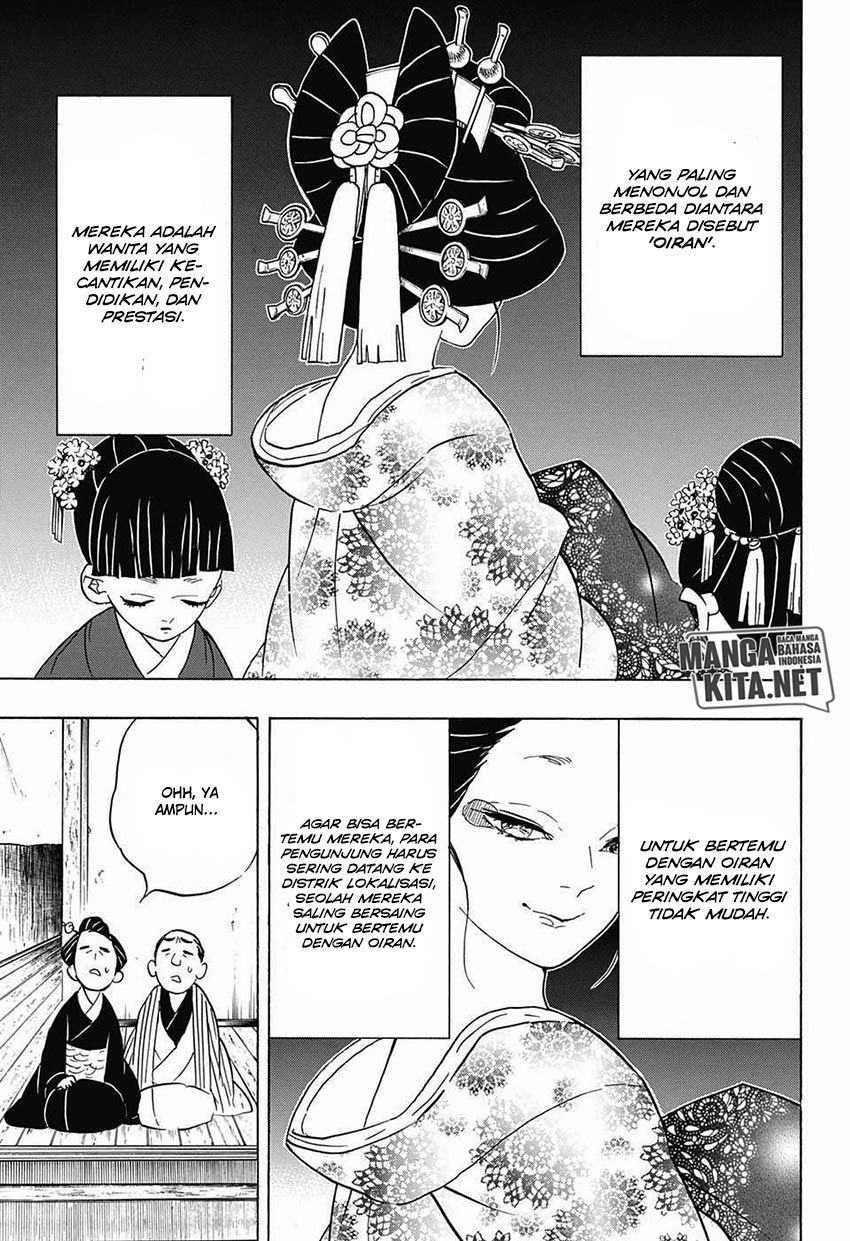 YANG PALING
MENONJOL DAN
BERBEDA DIANTARA
MEREKA DISEBUT
'OIRAN'.
MEREKA ADALAH
WANITA YANG
MEMILIKI KE-
CANTIKAN, PEN-
DIDIKAN, DAN
PRESTASI.
MANGA
KITA.NET
BACA MANGA
BAHASA
INDONESIA
UNTUK BERTEMU
DENGAN OIRAN
YANG MEMILIKI
PERINGKAT TINGGI
TIDAK MUDAH.
AGAR BISA BER-
TEMU MEREKA, PARA
PENGUNJUNG HARUS
SERING DATANG KE
DISTRIK LOKALISASI,
SEOLAH MEREKA
SALING BERSAING
UNTUK BERTEMU
DENGAN OIRAN.
OHH, YA
AMPUN...